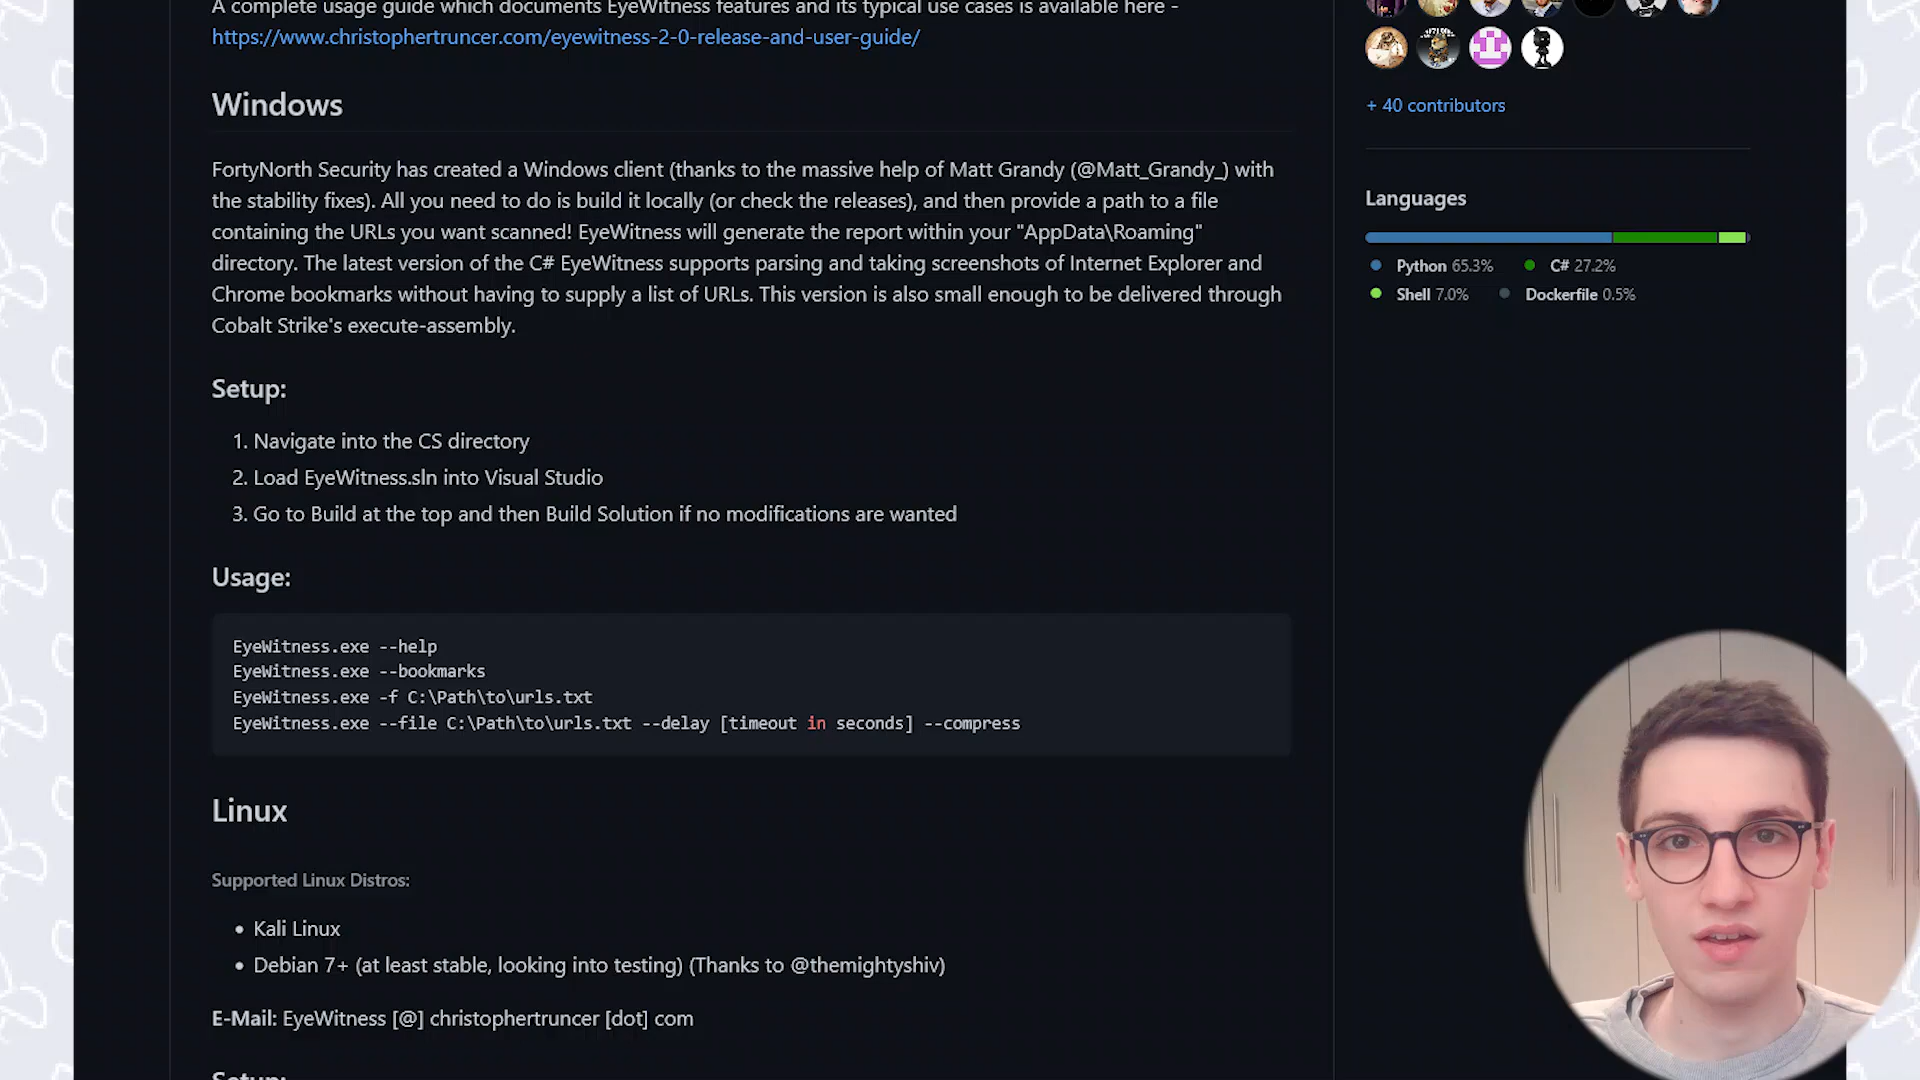 A complete usage guide which documents EyeWitness features and its typical use cases is available here -
https://www.christophertruncer.com/eyewitness-2-0-release-and-user-guide/
Windows
FortyNorth Security has created a Windows client (thanks to the massive help of Matt Grandy (@Matt_Grandy_) with
the stability fixes). All you need to do is build it locally (or check the releases), and then provide a path to a file
containing the URLs you want scanned! EyeWitness will generate the report within your "AppData\Roaming"
directory. The latest version of the C# EyeWitness supports parsing and taking screenshots of Internet Explorer and
Chrome bookmarks without having to supply a list of URLs. This version is also small enough to be delivered through
Cobalt Strike's execute-assembly.
Setup:
1. Navigate into the CS directory
2. Load EyeWitness.sln into Visual Studio
3. Go to Build at the top and then Build Solution if no modifications are wanted
Usage:
EyeWitness.exe --help
EyeWitness.exe --bookmarks
EyeWitness.exe -f C:\Path\to\urls.txt
EyeWitness.exe --file C:\Path\to\urls.txt --delay [timeout in seconds] --compress
Linux
Supported Linux Distros:
• Kali Linux
• Debian 7+ (at least stable, looking into testing) (Thanks to @themightyshiv)
E-Mail: EyeWitness [@] christophertruncer [dot] com
Setup:
+ 40 contributors
Languages
Python 65.3%
C# 27.2%
Shell 7.0%
Dockerfile 0.5%